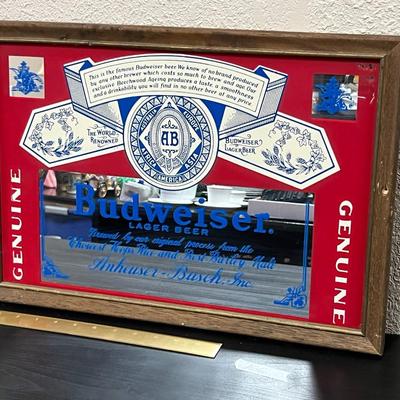 This is the famous Budweiser beer. We know of no brand produced
by any other brewer which costs so much to brew and age. Our
exclusive Beechwood Ageing produces a taste, a smoothness
and a drinkability you will find in no other beer at any price.
THE WORLD
RENOWNED
AB
BUDWEISER
LAGER BEER
AMERICA
GENUINE
GENUINE
Budweiser.
LAGER BEER
Brewed by our original process from the
Choicest Hops, Rice and Best Barley Malt
Anheuser-Busch, Inc.